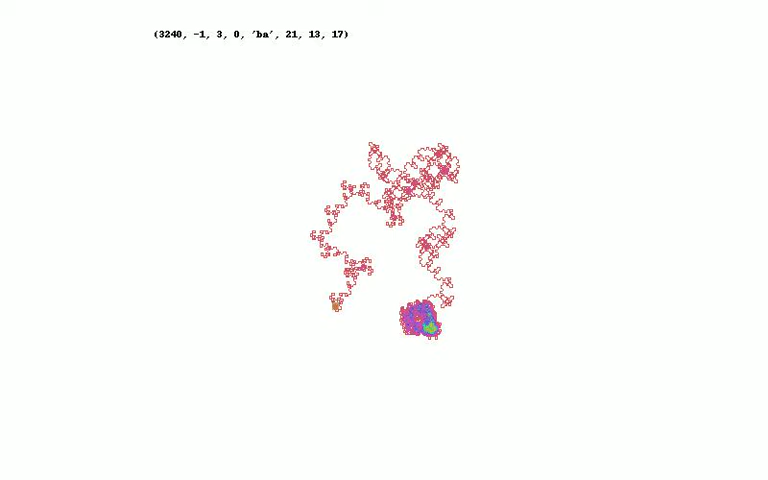 (3240, -1, 3, 0, 'ba', 21, 13, 17)